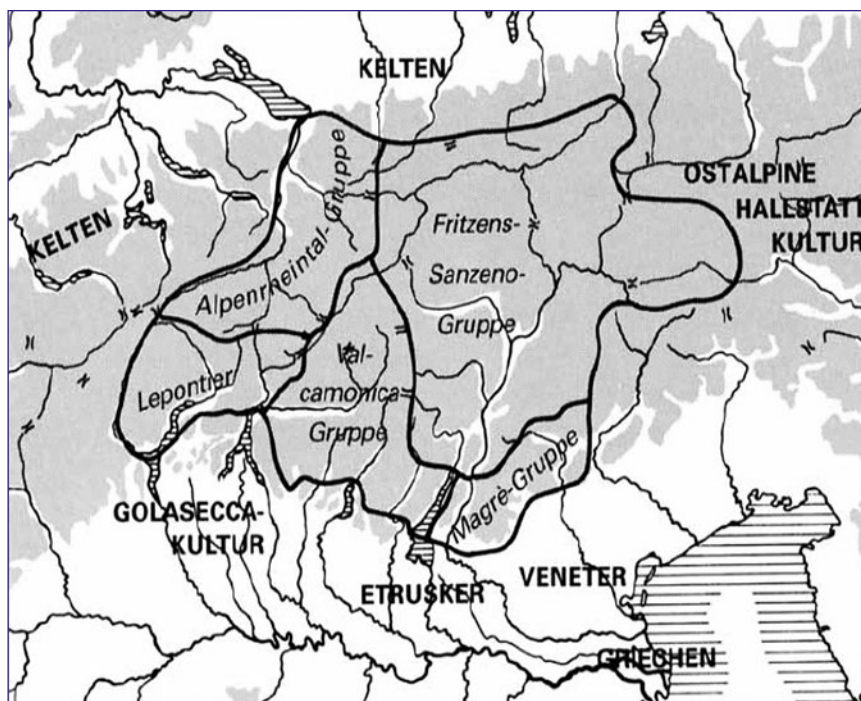 KELTEN
OSTALPINE
HALLSTATT
KULTUR
KELTEN
Alpenrheintal-Gruppe
Fritzens-
Sanzeno-
Gruppe
Lepontier
Val-
camonica
Gruppe
Magrè-Gruppe
GOLASECCA-
KULTUR
ETRUSKER
VENETER
GRIECHEN